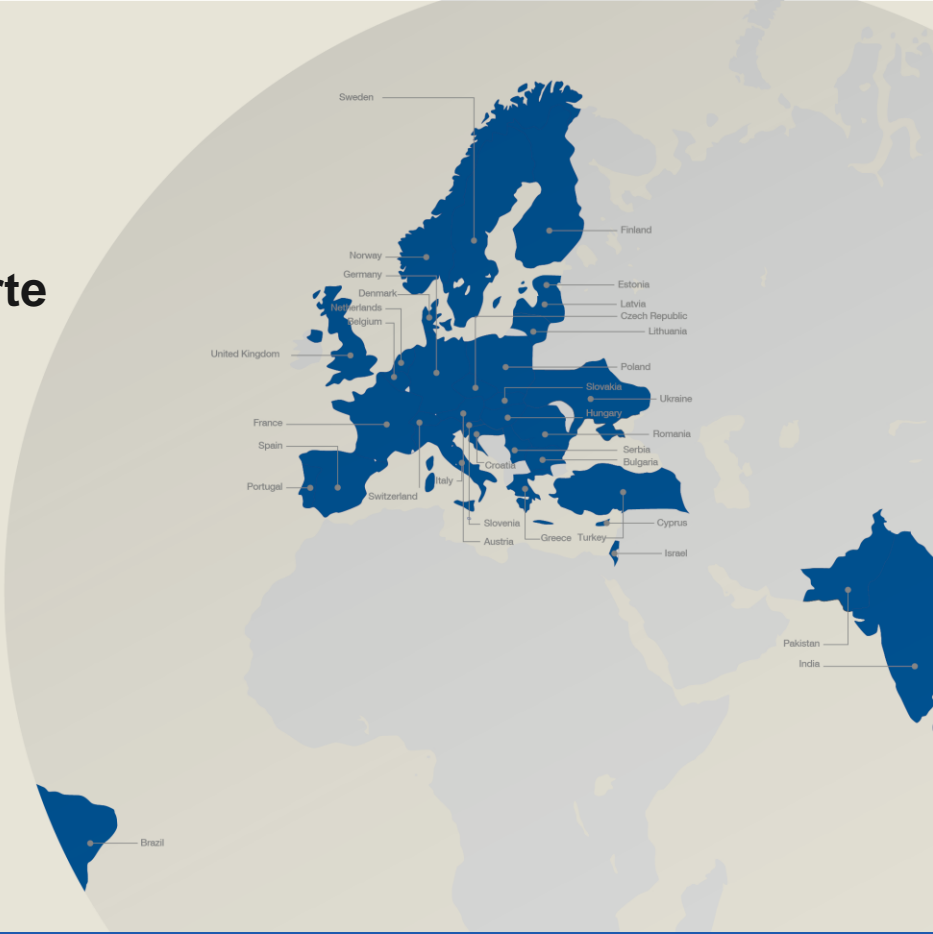 Sweden
Finland
Norway
Germany
Estonia
rte
Denmark
Latvia
Netherlands
Czech Republic
Belgium
Lithuania
United Kingdom
Poland
Slovakia
Ukraine
Hungary
France
Romania
Spain
Serbia
Bulgaria
Croatia
Italy
Portugal
Switzerland
Slovenia
Cyprus
Austria
Greece
Turkey
Israel
Pakistan
India
Brazil